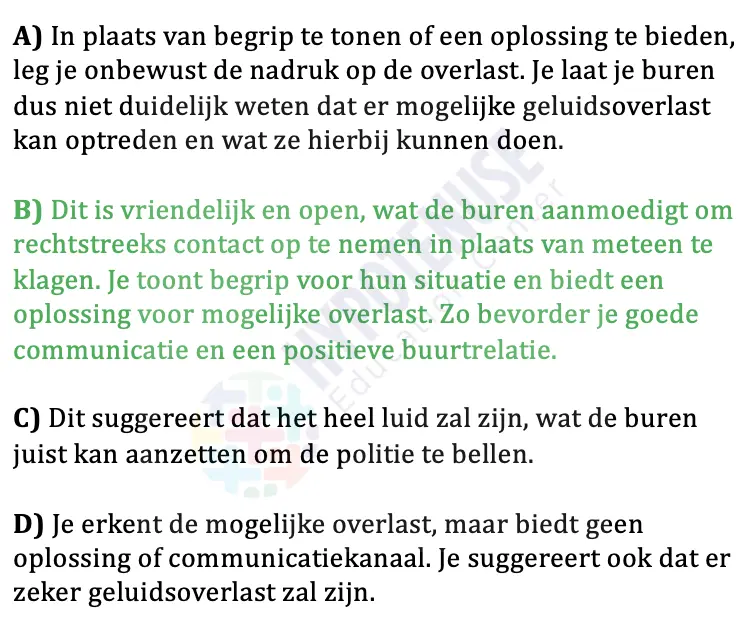 A) In plaats van begrip te tonen of een oplossing te bieden,
leg je onbewust de nadruk op de overlast. Je laat je buren
dus niet duidelijk weten dat er mogelijke geluidsoverlast
kan optreden en wat ze hierbij kunnen doen.
B) Dit is vriendelijk en open, wat de buren aanmoedigt om
rechtstreeks contact op te nemen in plaats van meteen te
klagen. Je toont begrip voor hun situatie en biedt een
oplossing voor mogelijke overlast. Zo bevorder je goede
communicatie en een positieve buurtrelatie.
C) Dit suggereert dat het heel luid zal zijn, wat de buren
juist kan aanzetten om de politie te bellen.
D) Je erkent de mogelijke overlast, maar biedt geen
oplossing of communicatiekanaal. Je suggereert ook dat er
zeker geluidsoverlast zal zijn.
HYPOTENUSE
Education Center